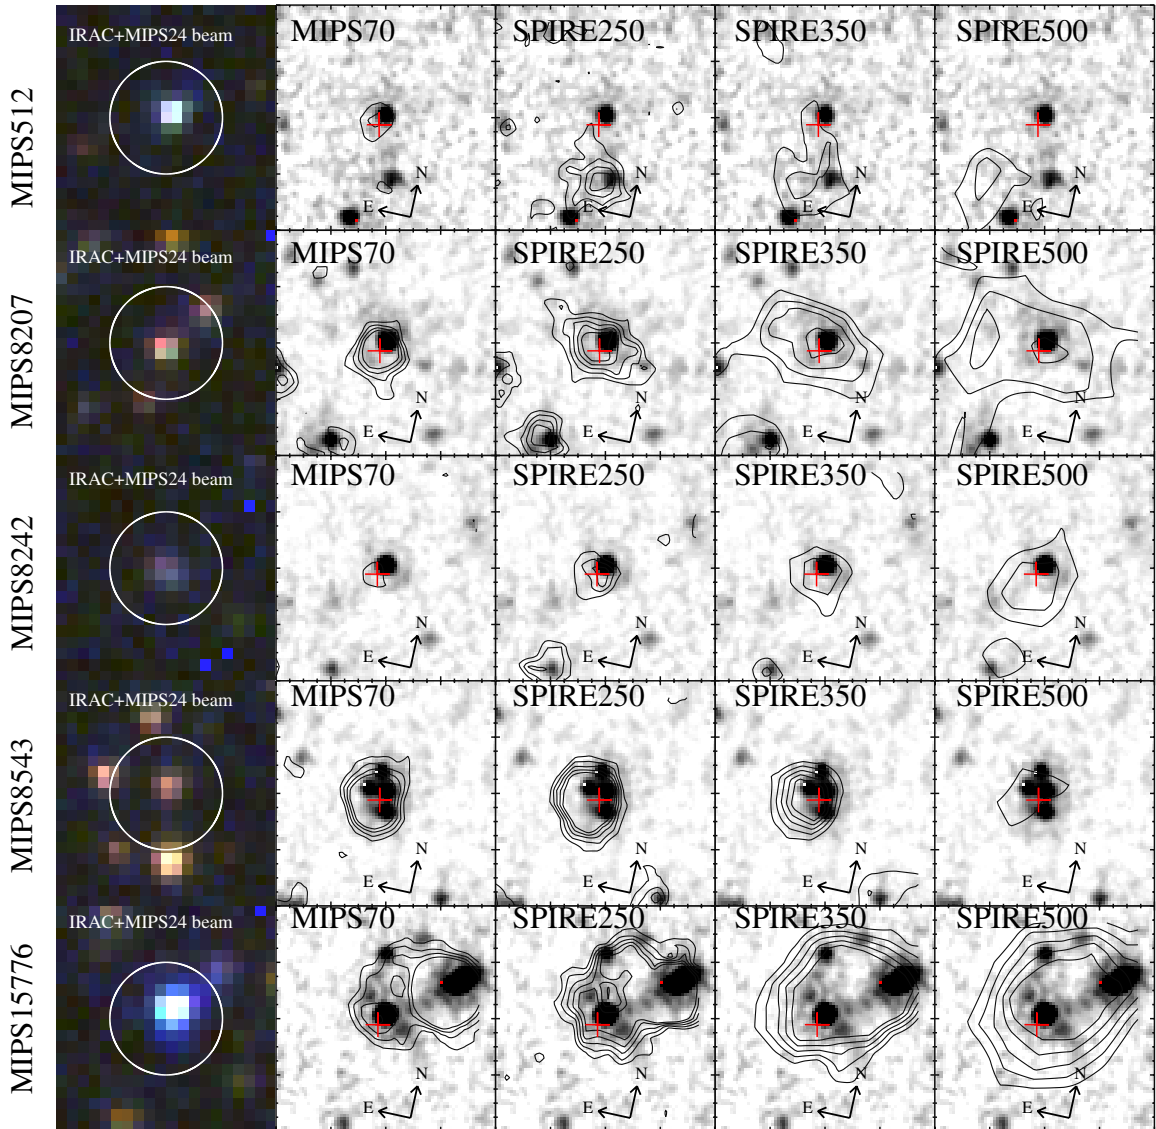 MIPS512
IRAC+MIPS24 beam
MIPS70
SPIRE250
SPIRE350
SPIRE500
N
E
N
E
N
E
N
E
MIPS8207
IRAC+MIPS24 beam
MIPS70
SPIRE250
SPIRE350
SPIRE500
N
E
N
E
N
E
N
E
MIPS8242
IRAC+MIPS24 beam
MIPS70
SPIRE250
SPIRE350
SPIRE500
N
E
N
E
N
E
N
E
MIPS8543
IRAC+MIPS24 beam
MIPS70
SPIRE250
SPIRE350
SPIRE500
N
E
N
E
N
E
N
E
MIPS15776
IRAC+MIPS24 beam
MIPS70
SPIRE250
SPIRE350
SPIRE500
N
E
N
E
N
E
N
E